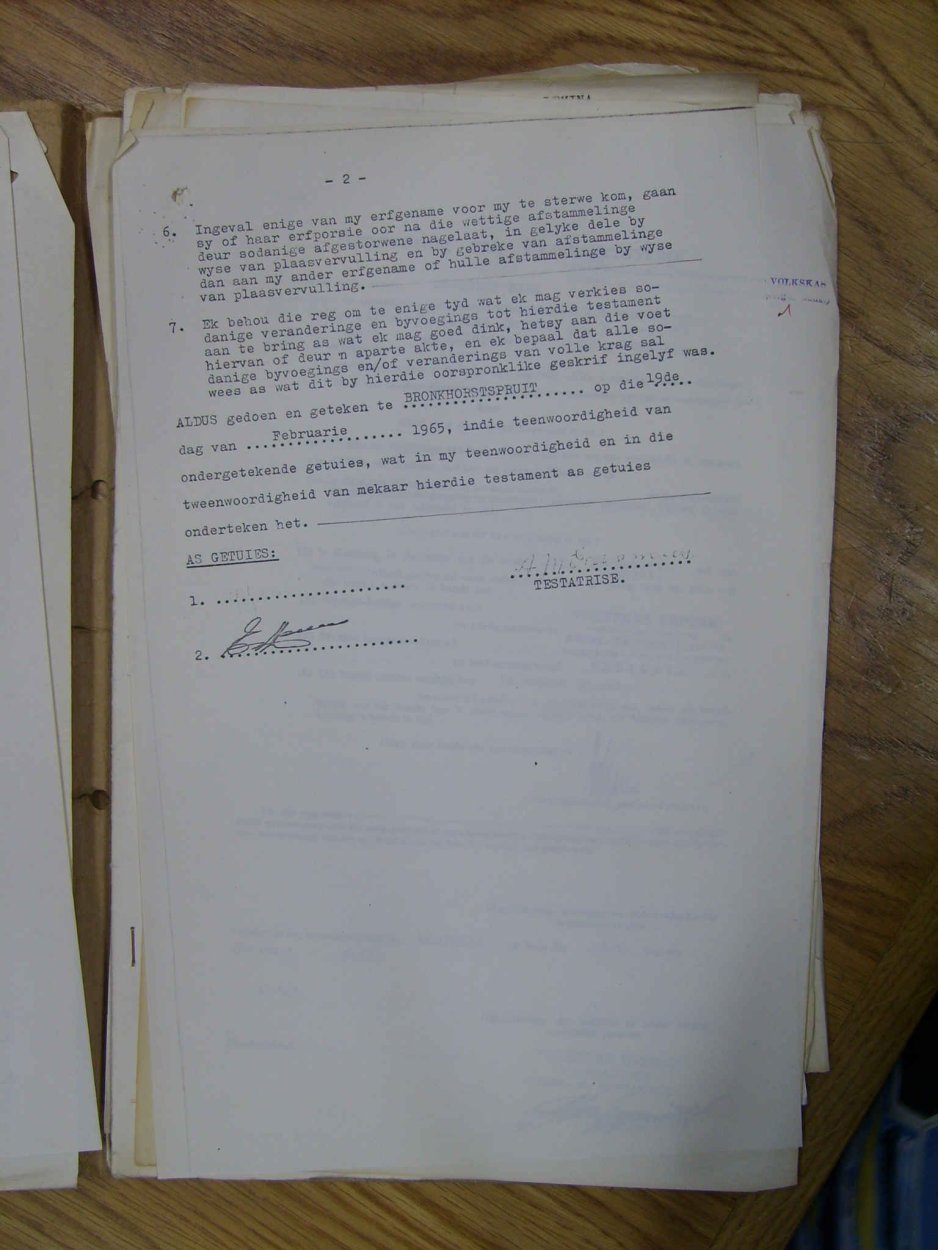 - 2 -
6. Ingeval enige van my erfgename voor my te sterwe kom, gaan
sy of haar erfporsie oor na die wettige afstammelinge
deur sodanige afgestorwene nagelaat, in gelyke dele by
wyse van plaasvervulling en by gebreke van afstammelinge
dan aan my ander erfgename of hulle afstammelinge by wyse
van plaasvervulling.
VOLKSKAS
7. Ek behou die reg om te enige tyd wat ek mag verkies so-
danige veranderinge en byvoegings tot hierdie testament
aan te bring as wat ek mag goed dink, hetsy aan die voet
hiervan of deur 'n aparte akte, en ek bepaal dat alle so-
danige byvoegings en/of veranderings van volle krag sal
wees as wat dit by hierdie oorspronklike geskrif ingelyf was.
ALDUS gedoen en geteken te BRONKHORSTSPRUIT op die 19de
dag van Februarie 1965, indie teenwoordigheid van
ondergetekende getuies, wat in my teenwoordigheid en in die
tweenwoordigheid van mekaar hierdie testament as getuies
onderteken het.
AS GETUIES:
TESTATRISE.
1.
2.